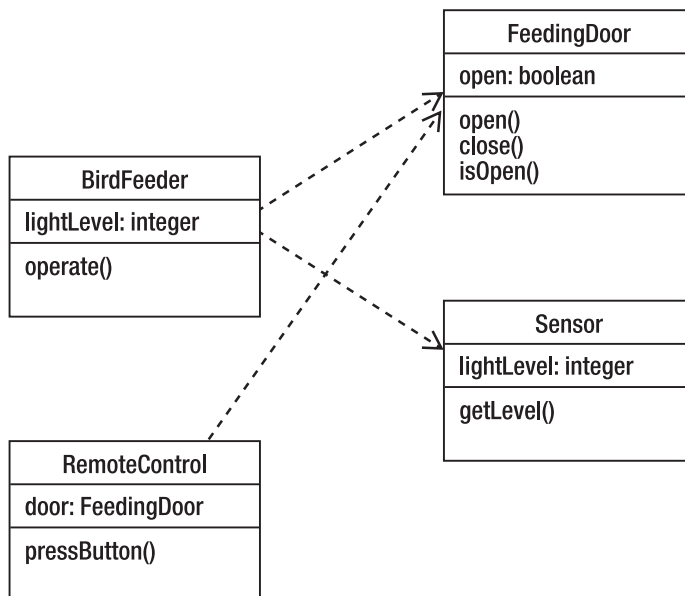 FeedingDoor
open: boolean
open()
close()
isOpen()
BirdFeeder
lightLevel: integer
operate()
Sensor
lightLevel: integer
getLevel()
RemoteControl
door: FeedingDoor
pressButton()